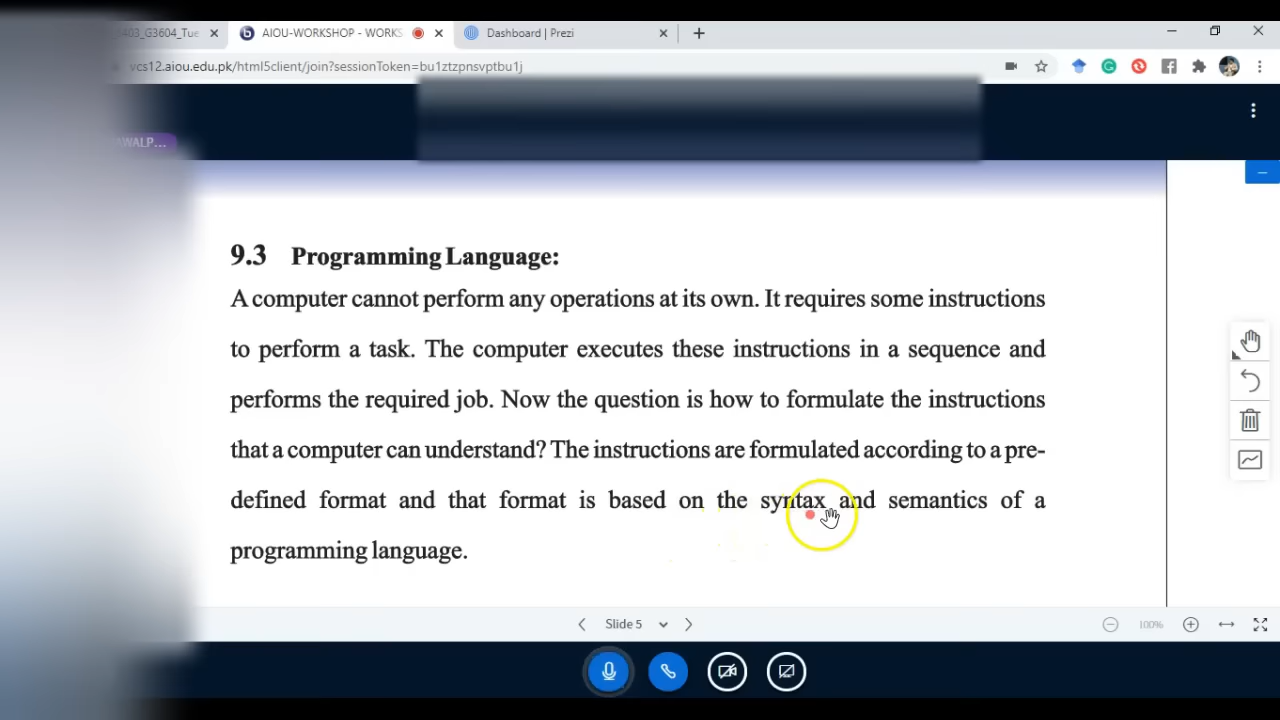 403_G3604_Tue
AIOU-WORKSHOP - WORKS
Dashboard | Prezi
vcs12.aiou.edu.pk/html5client/join?sessionToken=bu1ztzpnsvptbu1j
WALP...
9.3 Programming Language:
A computer cannot perform any operations at its own. It requires some instructions
to perform a task. The computer executes these instructions in a sequence and
performs the required job. Now the question is how to formulate the instructions
that a computer can understand? The instructions are formulated according to a pre-
defined format and that format is based on the syntax and semantics of a
programming language.
Slide 5
100%